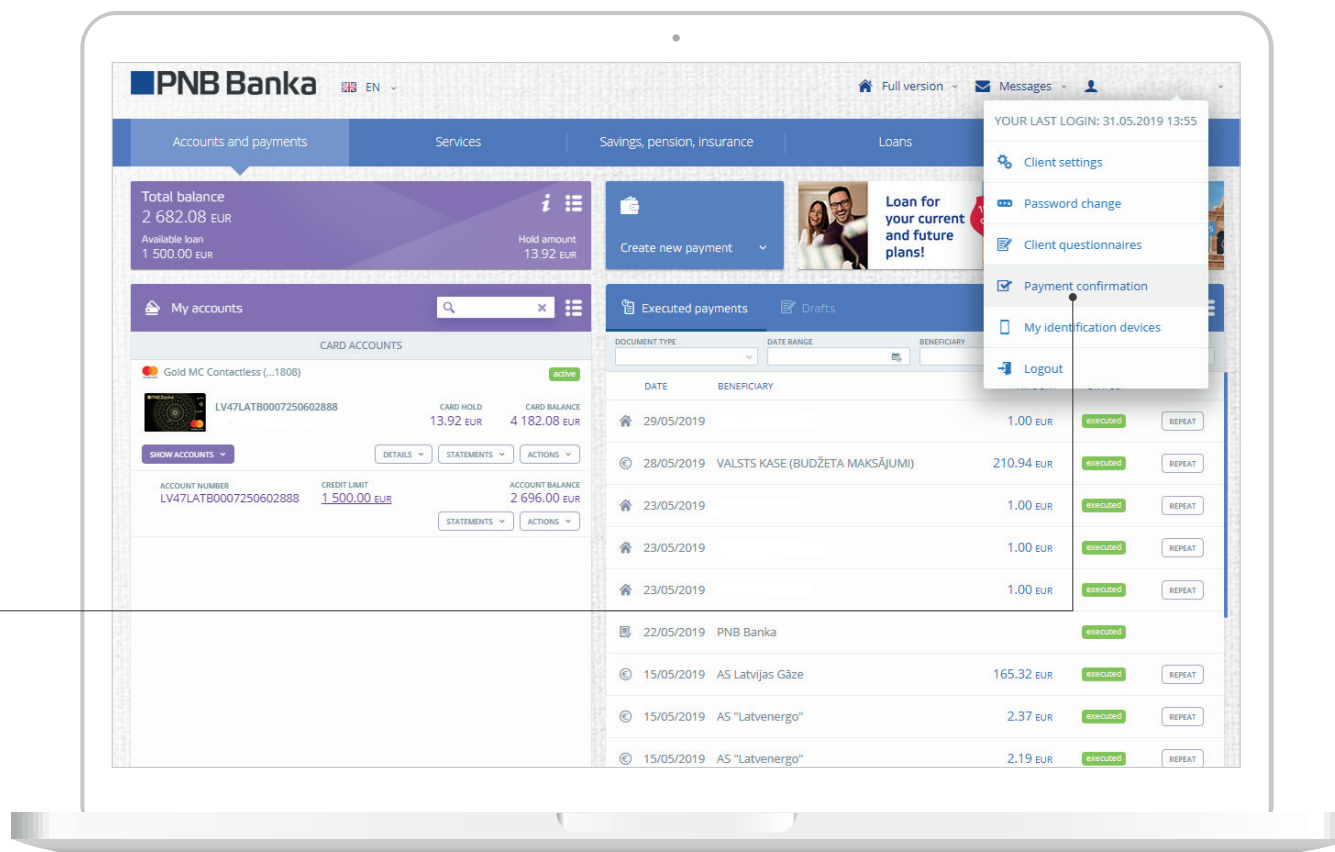 PNB Banka
EN
Full version
Messages
YOUR LAST LOGIN: 31.05.2019 13:55
Client settings
Password change
Client questionnaires
Payment confirmation
My identification devices
Logout
Accounts and payments
Services
Savings, pension, insurance
Loans
Total balance
2 682.08 EUR
Available loan
1 500.00 EUR
Hold amount
13.92 EUR
Create new payment
Loan for
your current
and future
plans!
My accounts
CARD ACCOUNTS
Gold MC Contactless (...1808)
active
LV47LATB0007250602888
CARD HOLD
13.92 EUR
CARD BALANCE
4 182.08 EUR
SHOW ACCOUNTS
DETAILS
STATEMENTS
ACTIONS
ACCOUNT NUMBER
LV47LATB0007250602888
CREDIT LIMIT
1 500.00 EUR
ACCOUNT BALANCE
2 696.00 EUR
STATEMENTS
ACTIONS
Executed payments
Drafts
DOCUMENT TYPE
DATE RANGE
BENEFICIARY
DATE BENEFICIARY
29/05/2019 1.00 EUR executed REPEAT
28/05/2019 VALSTS KASE (BUDŽETA MAKSĀJUMI) 210.94 EUR executed REPEAT
23/05/2019 1.00 EUR executed REPEAT
23/05/2019 1.00 EUR executed REPEAT
23/05/2019 1.00 EUR executed REPEAT
22/05/2019 PNB Banka executed
15/05/2019 AS Latvijas Gāze 165.32 EUR executed REPEAT
15/05/2019 AS "Latvenergo" 2.37 EUR executed REPEAT
15/05/2019 AS "Latvenergo" 2.19 EUR executed REPEAT